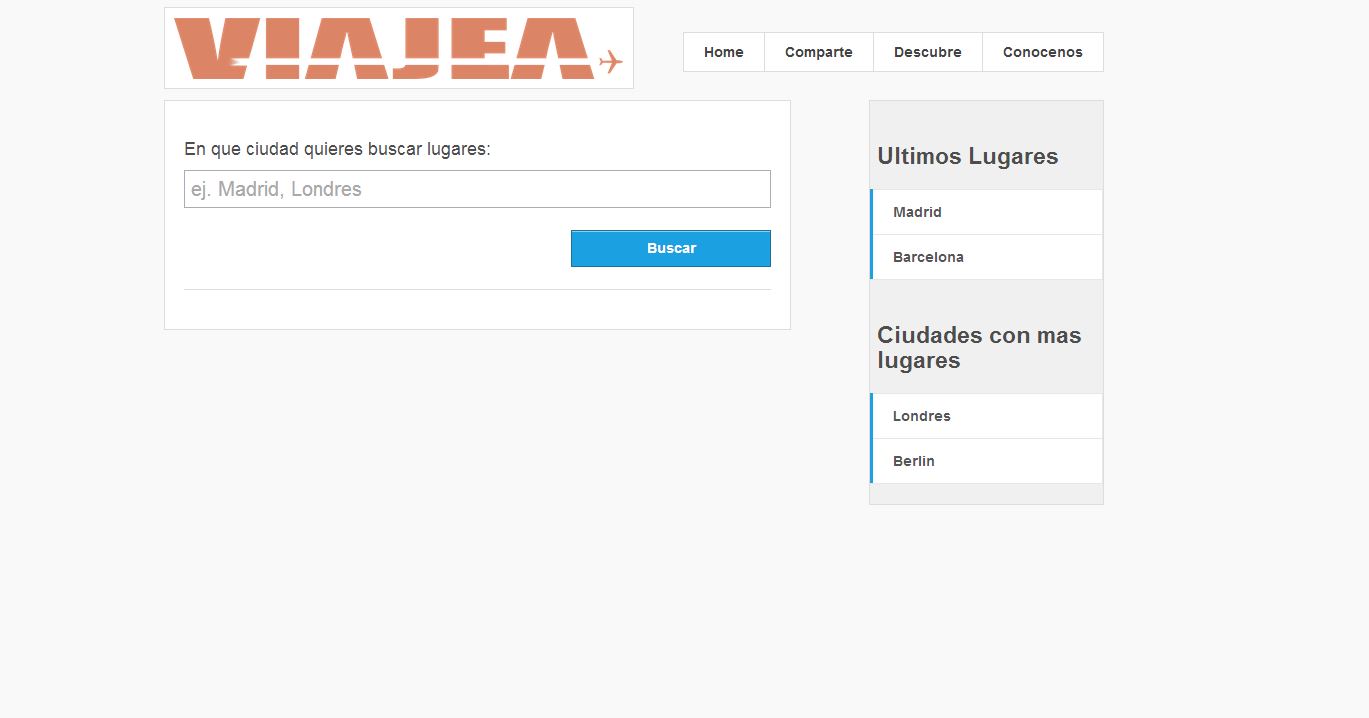 VIAJEA
Home
Comparte
Descubre
Conocenos
En que ciudad quieres buscar lugares:
ej. Madrid, Londres
Buscar
Ultimos Lugares
Madrid
Barcelona
Ciudades con mas
lugares
Londres
Berlin